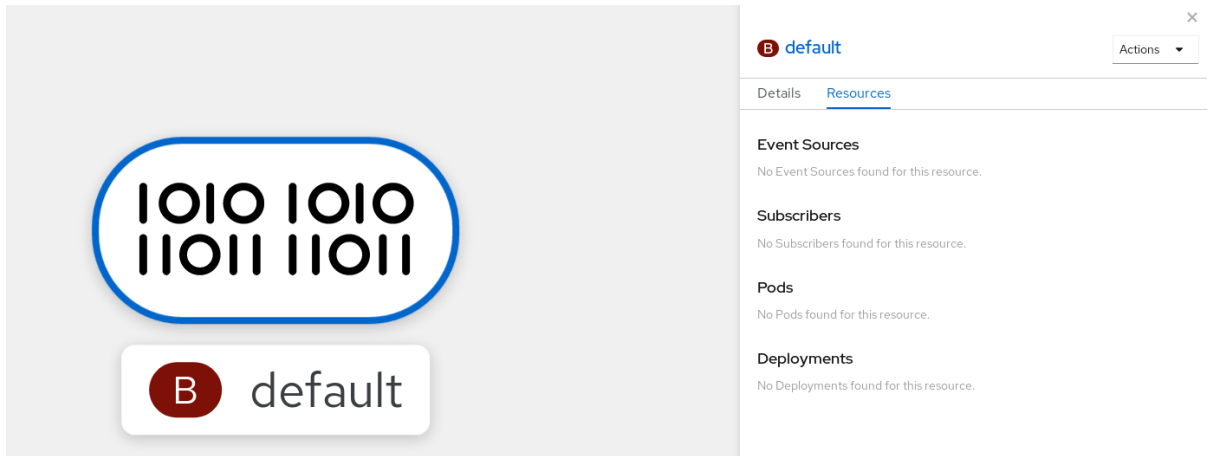 1010 1010
11011 11011
B default
×
B default
Actions
Details Resources
Event Sources
No Event Sources found for this resource.
Subscribers
No Subscribers found for this resource.
Pods
No Pods found for this resource.
Deployments
No Deployments found for this resource.